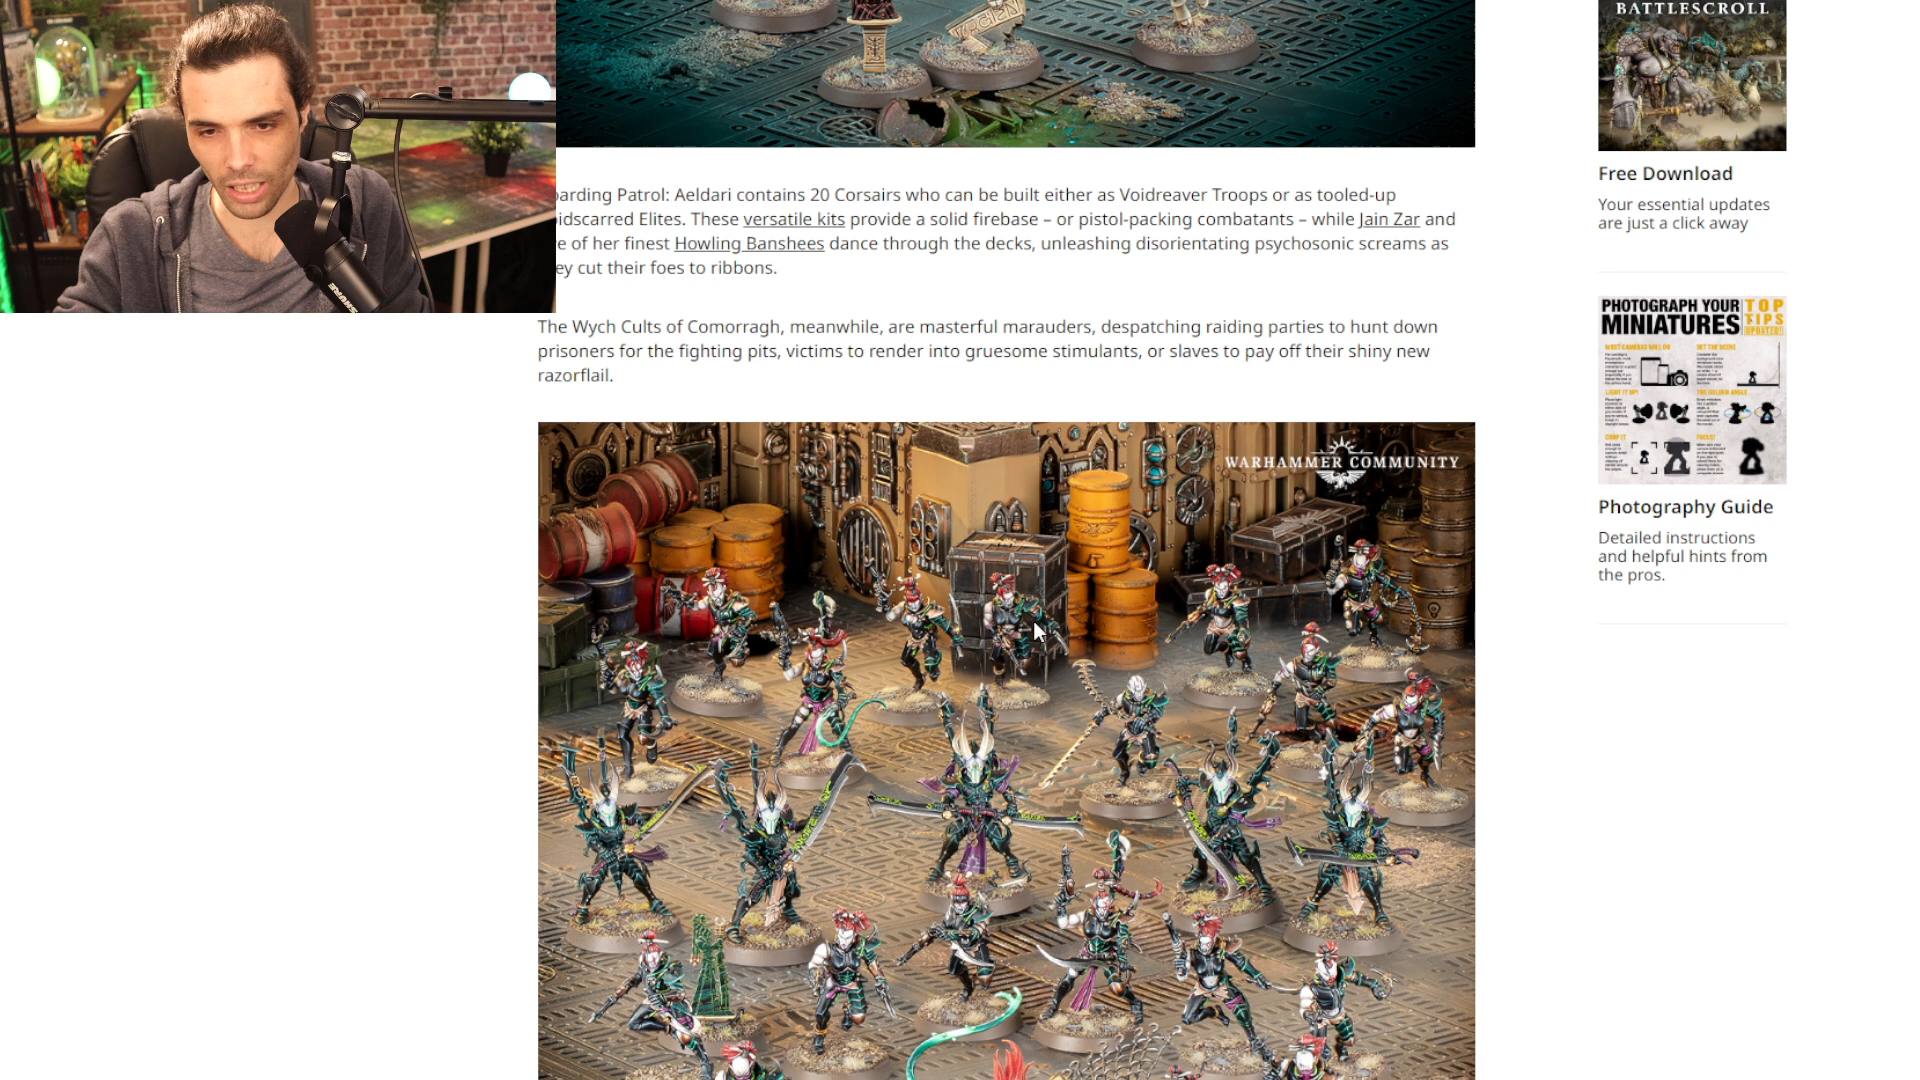 BATTLESCROLL
Free Download
Your essential updates
are just a click away
arding Patrol: Aeldari contains 20 Corsairs who can be built either as Voidreaver Troops or as tooled-up
idscarred Elites. These versatile kits provide a solid firebase – or pistol-packing combatants – while Jain Zar and
e of her finest Howling Banshees dance through the decks, unleashing disorientating psychosonic screams as
ey cut their foes to ribbons.
The Wych Cults of Comorragh, meanwhile, are masterful marauders, despatching raiding parties to hunt down
prisoners for the fighting pits, victims to render into gruesome stimulants, or slaves to pay off their shiny new
razorflail.
WARHAMMER COMMUNITY
SHURE
PHOTOGRAPH YOUR
MINIATURES
TOP
TIPS
UPDATED!
Photography Guide
Detailed instructions
and helpful hints from
the pros.